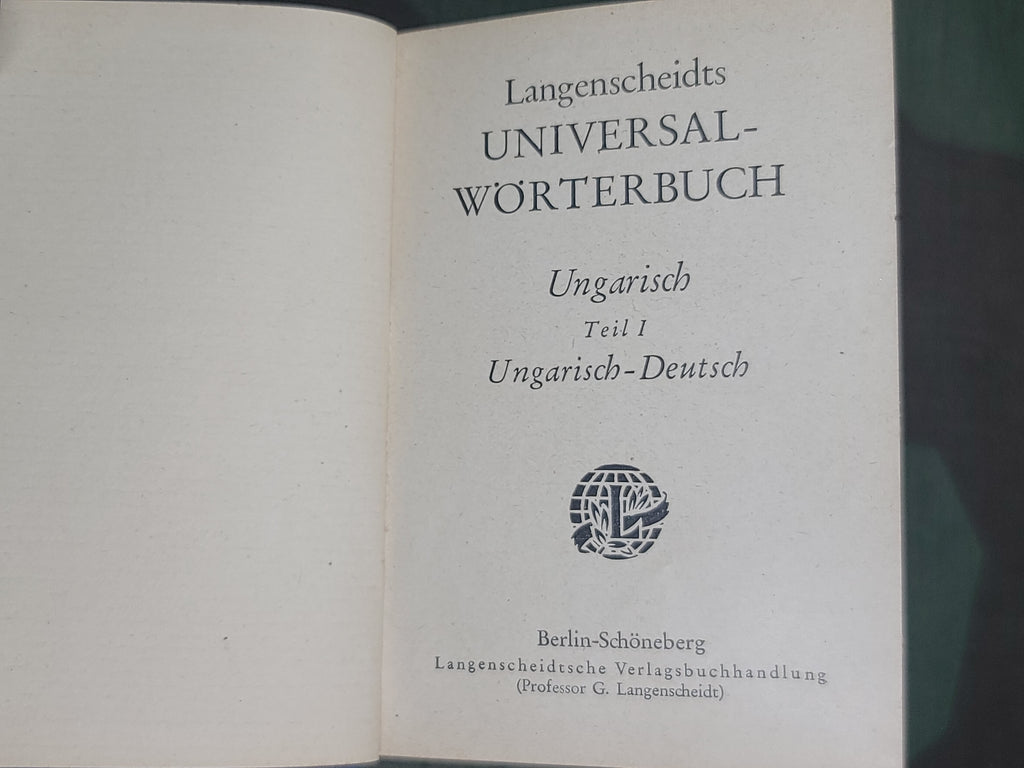 Langenscheidts
UNIVERSAL-
WÖRTERBUCH
Ungarisch
Teil I
Ungarisch-Deutsch
L
Berlin-Schöneberg
Langenscheidtsche Verlagsbuchhandlung
(Professor G. Langenscheidt)